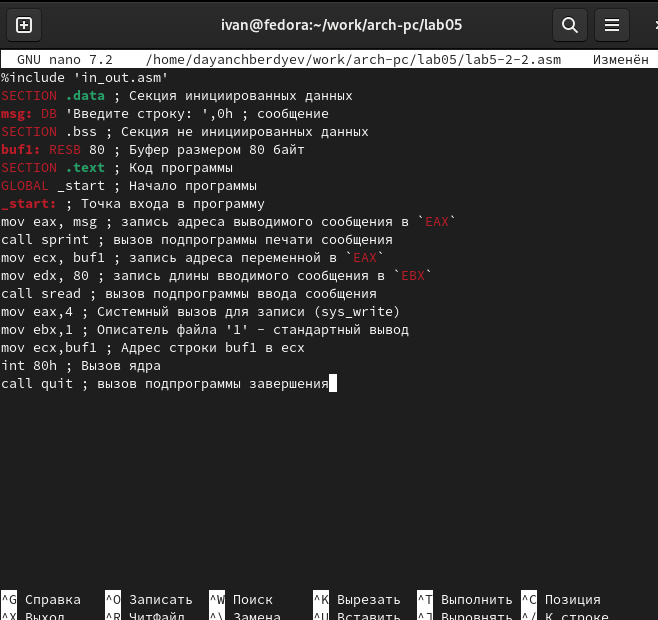 ivan@fedora:~/work/arch-pc/lab05
GNU nano 7.2 /home/dayanchberdyev/work/arch-pc/lab05/lab5-2-2.asm Изменён
%include 'in_out.asm'
SECTION .data ; Секция инициированных данных
msg: DB 'Введите строку: ',0h ; сообщение
SECTION .bss ; Секция не инициированных данных
buf1: RESB 80 ; Буфер размером 80 байт
SECTION .text ; Код программы
GLOBAL _start ; Начало программы
_start: ; Точка входа в программу
mov eax, msg ; запись адреса выводимого сообщения в `EAX`
call sprint ; вызов подпрограммы печати сообщения
mov ecx, buf1 ; запись адреса переменной в `EAX`
mov edx, 80 ; запись длины вводимого сообщения в `EBX`
call sread ; вызов подпрограммы ввода сообщения
mov eax,4 ; Системный вызов для записи (sys_write)
mov ebx,1 ; Описатель файла '1' - стандартный вывод
mov ecx,buf1 ; Адрес строки buf1 в ecx
int 80h ; Вызов ядра
call quit ; вызов подпрограммы завершения
^G Справка ^O Записать ^W Поиск ^K Вырезать ^T Выполнить ^C Позиция
^X Выход ^R ЧитФайл ^\ Замена ^U Вставить ^J Выровнять ^/ К строке